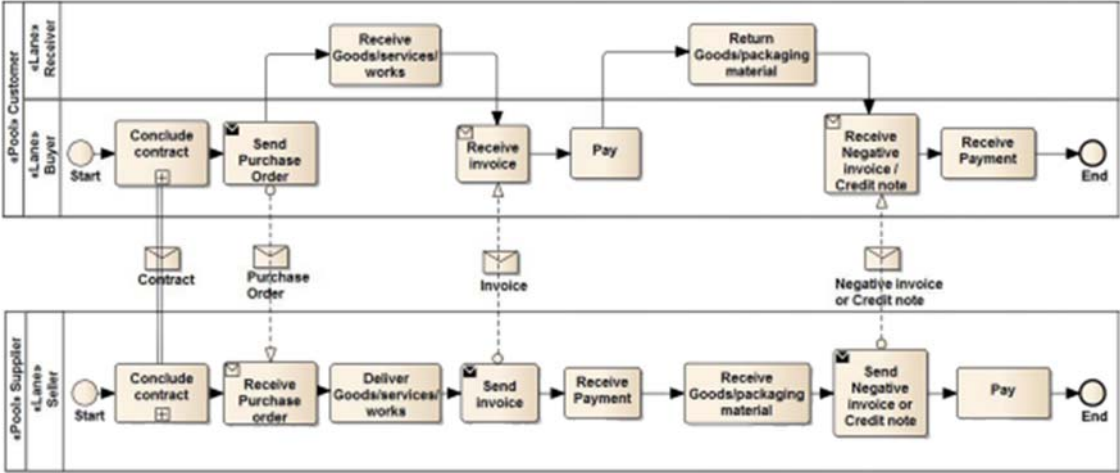 «Pool» Customer
«Lane»
Receiver
Receive
Goods/services/
works
Return
Goods/packaging
material
«Lane»
Buyer
Start
Conclude
contract
Send
Purchase
Order
Receive
invoice
Pay
Receive
Negative
invoice /
Credit note
Receive
Payment
End
Contract
Purchase
Order
Invoice
Negative invoice
or Credit note
«Pool» Supplier
«Lane»
Seller
Start
Conclude
contract
Receive
Purchase
order
Deliver
Goods/services/
works
Send
invoice
Receive
Payment
Receive
Goods/packaging
material
Send
Negative
invoice or
Credit note
Pay
End